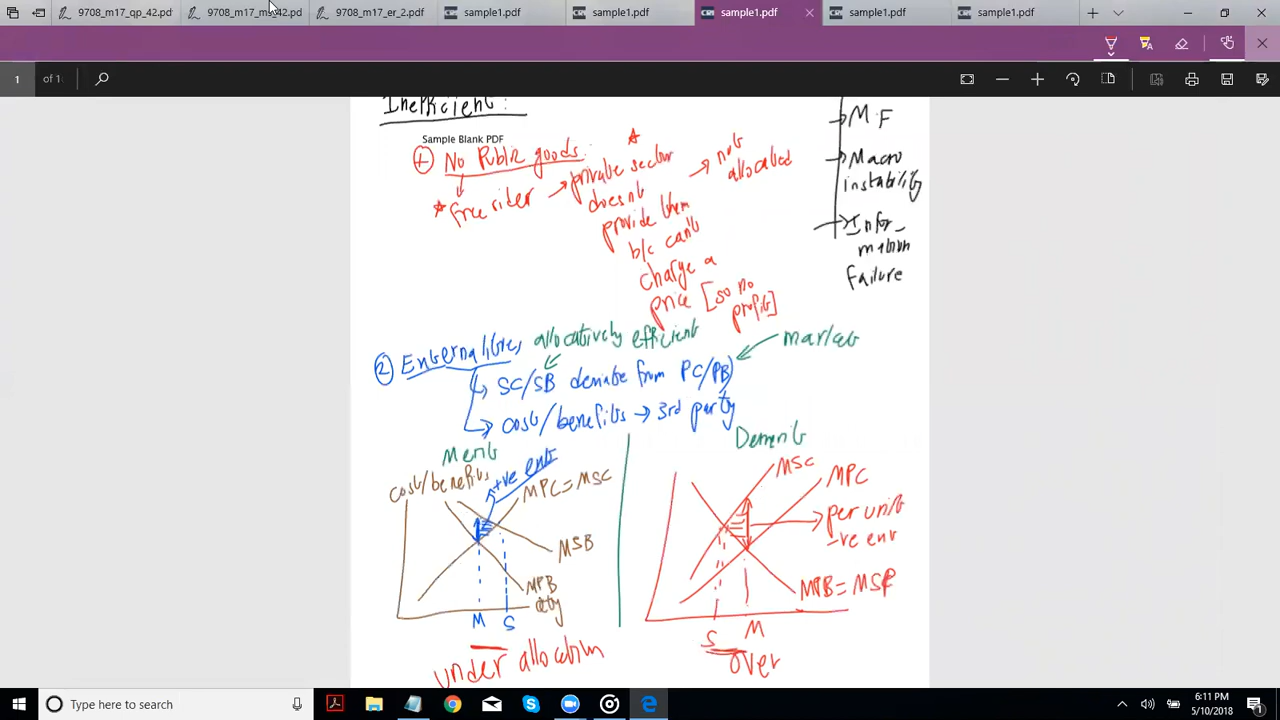 9708_m17_qp_42.pdf
9708_m17_ms_42.pdf
9708_m17_er_2.pdf
sample1.pdf
sample1.pdf
sample1.pdf
sample1.pdf
1 of 1
Inefficient:
Sample Blank PDF
① No Public goods:
* free rider → private sector
doesn't
provide them
b/c can't
charge a
price [so no
profit]
→ not
allocated
→ M.F
→ Macro
instability
→ Infor-
mation
failure
② Externalities
allocatively efficient
market
↳ SC/SB deviate from PC/PB
→ cost/benefits → 3rd party
Merit
cost/benefits
+ve ext
MPC = MSC
MSB
MPB
Qty
M S
under allocation
Demerit
MSC
MPC
per unit
-ve ext
MPB = MSB
S M
over
Type here to search
6:11 PM
5/10/2018